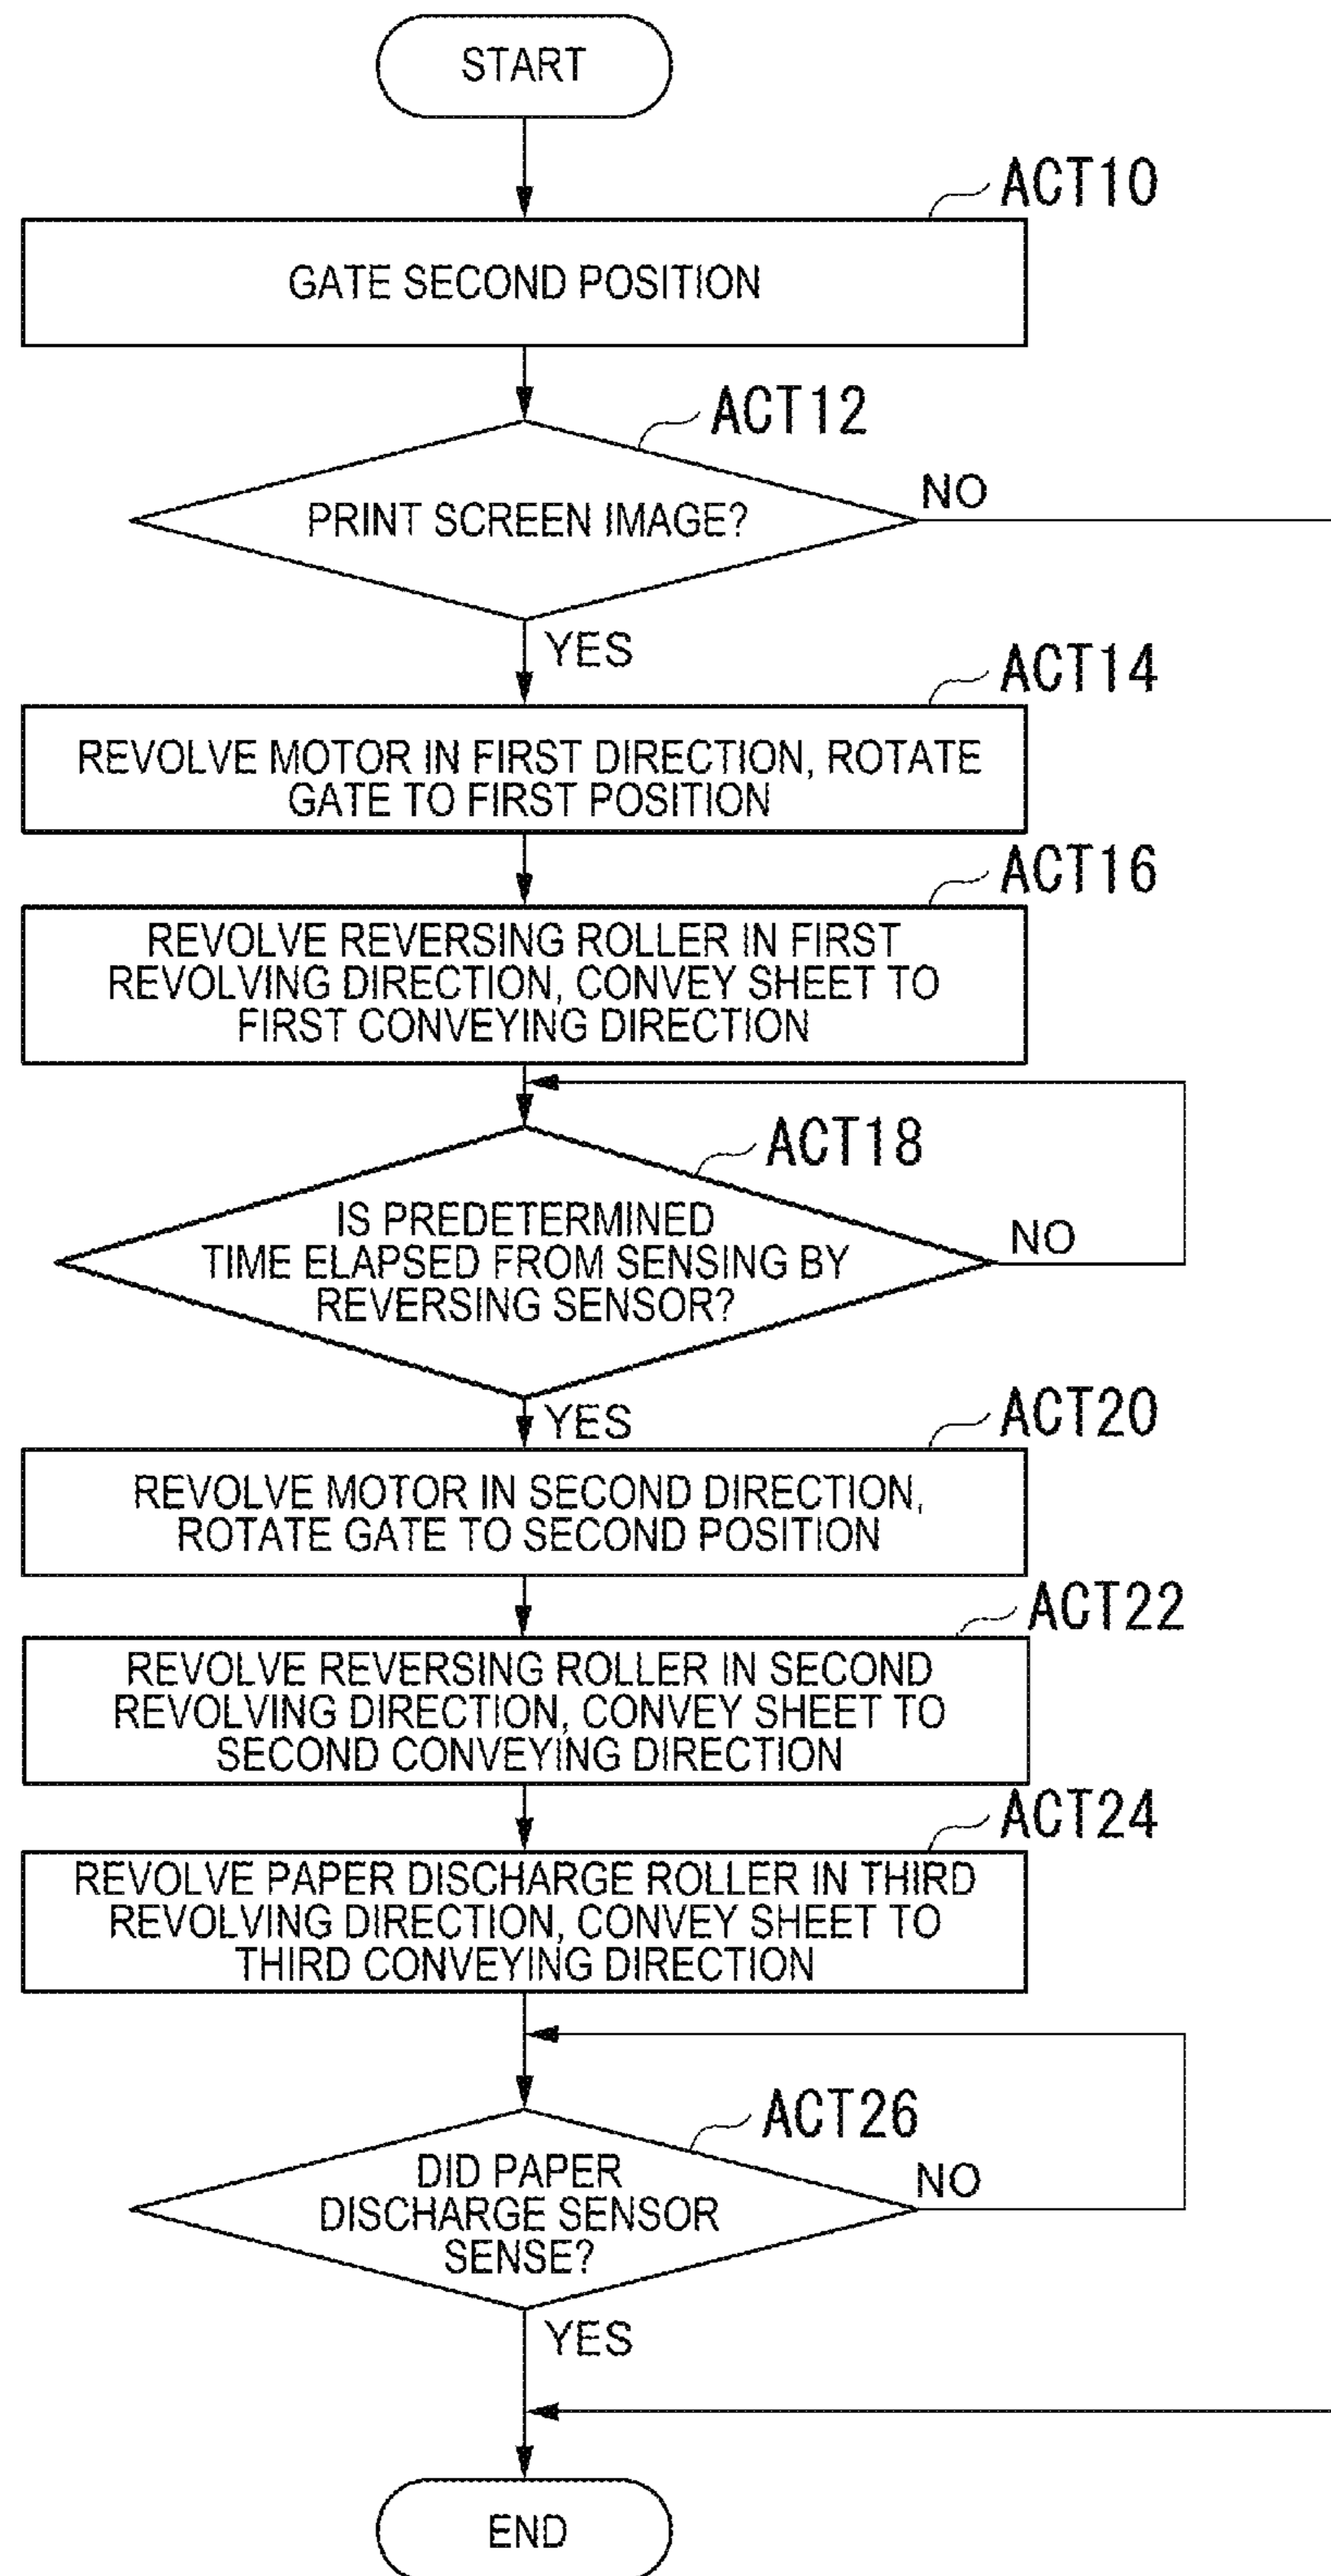 START
ACT10
GATE SECOND POSITION
ACT12
PRINT SCREEN IMAGE?
NO
YES
ACT14
REVOLVE MOTOR IN FIRST DIRECTION, ROTATE
GATE TO FIRST POSITION
ACT16
REVOLVE REVERSING ROLLER IN FIRST
REVOLVING DIRECTION, CONVEY SHEET TO
FIRST CONVEYING DIRECTION
ACT18
IS PREDETERMINED
TIME ELAPSED FROM SENSING BY
REVERSING SENSOR?
NO
YES
ACT20
REVOLVE MOTOR IN SECOND DIRECTION,
ROTATE GATE TO SECOND POSITION
ACT22
REVOLVE REVERSING ROLLER IN SECOND
REVOLVING DIRECTION, CONVEY SHEET TO
SECOND CONVEYING DIRECTION
ACT24
REVOLVE PAPER DISCHARGE ROLLER IN THIRD
REVOLVING DIRECTION, CONVEY SHEET TO
THIRD CONVEYING DIRECTION
ACT26
DID PAPER
DISCHARGE SENSOR
SENSE?
NO
YES
END